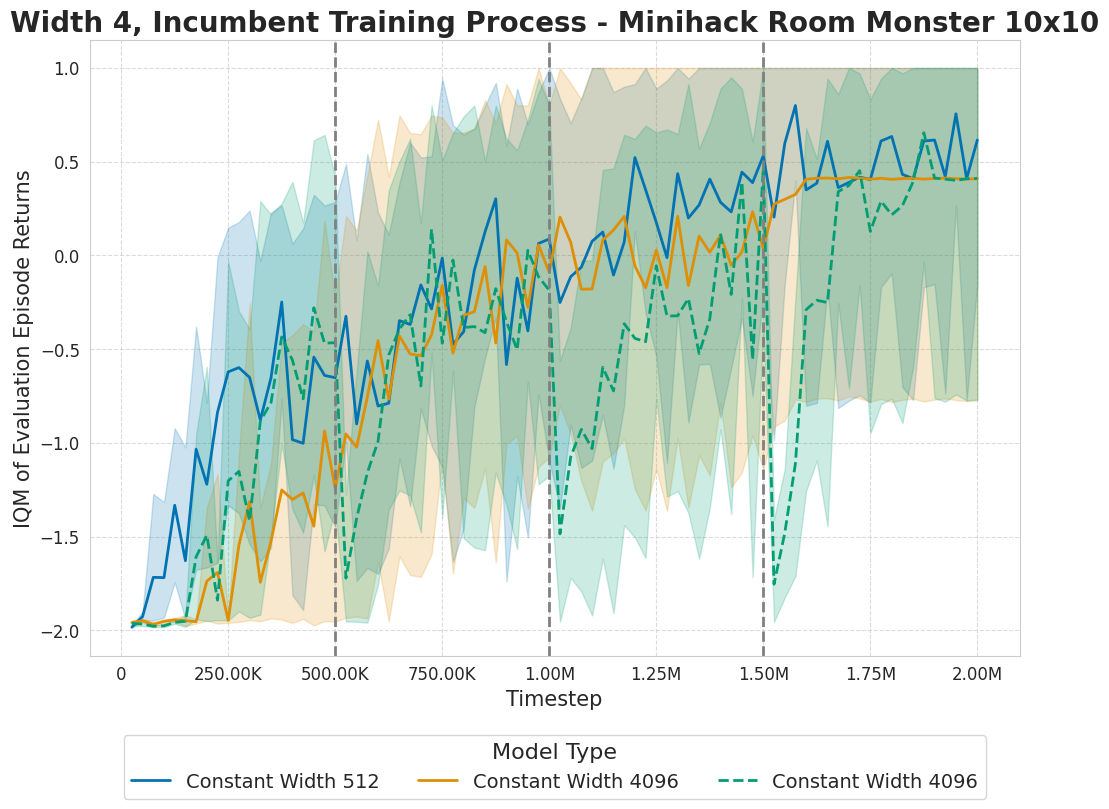 Width 4, Incumbent Training Process - Minihack Room Monster 10x10
IQM of Evaluation Episode Returns
1.0
0.5
0.0
−0.5
−1.0
−1.5
−2.0
0
250.00K
500.00K
750.00K
1.00M
1.25M
1.50M
1.75M
2.00M
Timestep
Model Type
Constant Width 512
Constant Width 4096
Constant Width 4096